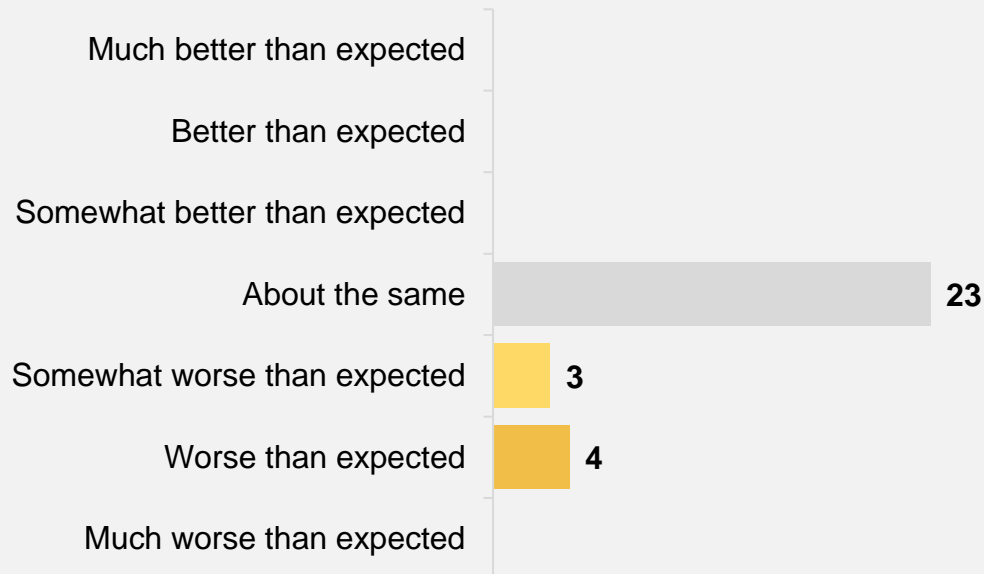 Much better than expected
Better than expected
Somewhat better than expected
About the same 23
Somewhat worse than expected 3
Worse than expected 4
Much worse than expected